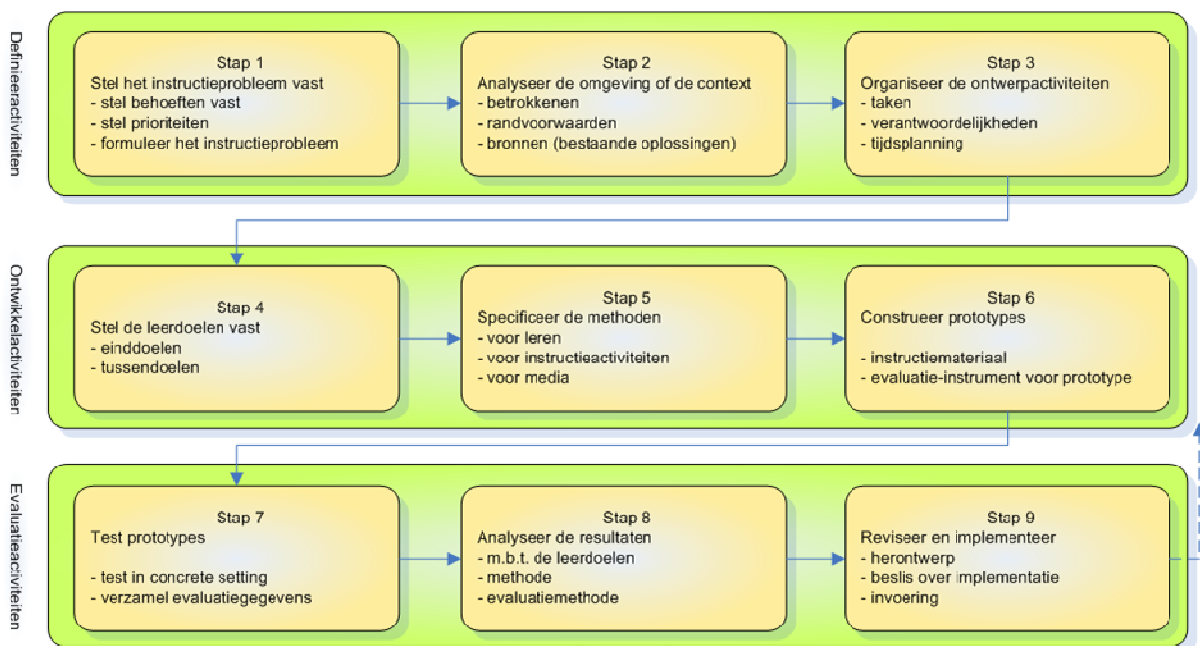 Definieeractiviteiten
Stap 1
Stel het instructieprobleem vast
- stel behoeften vast
- stel prioriteiten
- formuleer het instructieprobleem
Stap 2
Analyseer de omgeving of de context
- betrokkenen
- randvoorwaarden
- bronnen (bestaande oplossingen)
Stap 3
Organiseer de ontwerpactiviteiten
- taken
- verantwoordelijkheden
- tijdsplanning
Ontwikkelactiviteiten
Stap 4
Stel de leerdoelen vast
- einddoelen
- tussendoelen
Stap 5
Specificeer de methoden
- voor leren
- voor instructieactiviteiten
- voor media
Stap 6
Construeer prototypes
- instructiemateriaal
- evaluatie-instrument voor prototype
Evaluatieactiviteiten
Stap 7
Test prototypes
- test in concrete setting
- verzamel evaluatiegegevens
Stap 8
Analyseer de resultaten
- m.b.t. de leerdoelen
- methode
- evaluatiemethode
Stap 9
Reviseer en implementeer
- herontwerp
- beslis over implementatie
- invoering